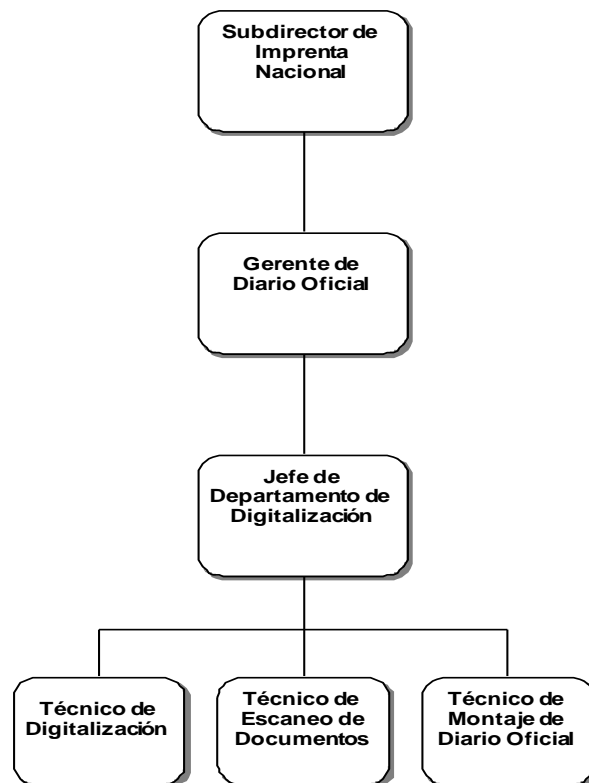 Subdirector de
Imprenta
Nacional
Gerente de
Diario Oficial
Jefe de
Departamento de
Digitalización
Técnico de
Digitalización
Técnico de
Escaneo de
Documentos
Técnico de
Montaje de
Diario Oficial